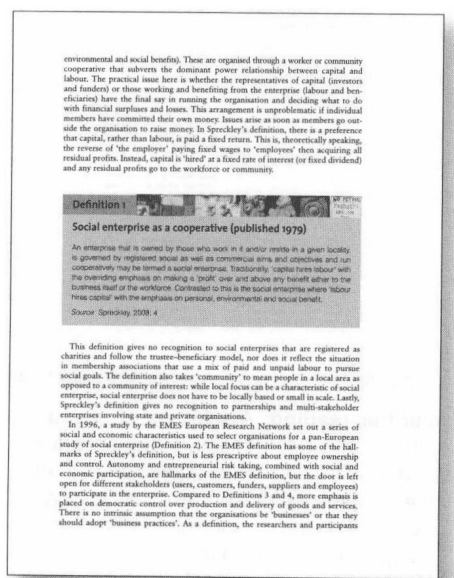 environmental and social benefits). These are organised through a worker or community
cooperative that subverts the dominant power relationship between capital and
labour. The practical issue here is whether the representatives of capital (investors
and funders) or those working and benefiting from the enterprise (labour and ben-
eficiaries) have the final say in running the organisation and deciding what to do
with financial surpluses and losses. This arrangement is unproblematic if individual
members have committed their own money. Issues arise as soon as members go out-
side the organisation to raise money. In Spreckley's definition, there is a preference
that capital, rather than labour, is paid a fixed return. This is, theoretically speaking,
the reverse of 'the employer' paying fixed wages to 'employees' then acquiring all
residual profits. Instead, capital is 'hired' at a fixed rate of interest (or fixed dividend)
and any residual profits go to the workforce or community.
Definition 1
Social enterprise as a cooperative (published 1979)
An enterprise that is owned by those who work in it and/or reside in a given locality,
is governed by registered social as well as commercial aims and objectives and run
cooperatively may be termed a social enterprise. Traditionally, 'capital hires labour' with
the overriding emphasis on making a 'profit' over and above any benefit either to the
business itself or the workforce. Contrasted to this is the social enterprise where 'labour
hires capital' with the emphasis on personal, environmental and social benefit.
Source: Spreckley, 2008: 4
This definition gives no recognition to social enterprises that are registered as
charities and follow the trustee–beneficiary model, nor does it reflect the situation
in membership associations that use a mix of paid and unpaid labour to pursue
social goals. The definition also takes 'community' to mean people in a local area as
opposed to a community of interest: while local focus can be a characteristic of social
enterprise, social enterprise does not have to be locally based or small in scale. Lastly,
Spreckley's definition gives no recognition to partnerships and multi-stakeholder
enterprises involving state and private organisations.
In 1996, a study by the EMES European Research Network set out a series of
social and economic characteristics used to select organisations for a pan-European
study of social enterprise (Definition 2). The EMES definition has some of the hall-
marks of Spreckley's definition, but is less prescriptive about employee ownership
and control. Autonomy and entrepreneurial risk taking, combined with social and
economic participation, are hallmarks of the EMES definition, but the door is left
open for different stakeholders (users, customers, funders, suppliers and employees)
to participate in the enterprise. Compared to Definitions 3 and 4, more emphasis is
placed on democratic control over production and delivery of goods and services.
There is no intrinsic assumption that the organisations be 'businesses' or that they
should adopt 'business practices'. As a definition, the researchers and participants